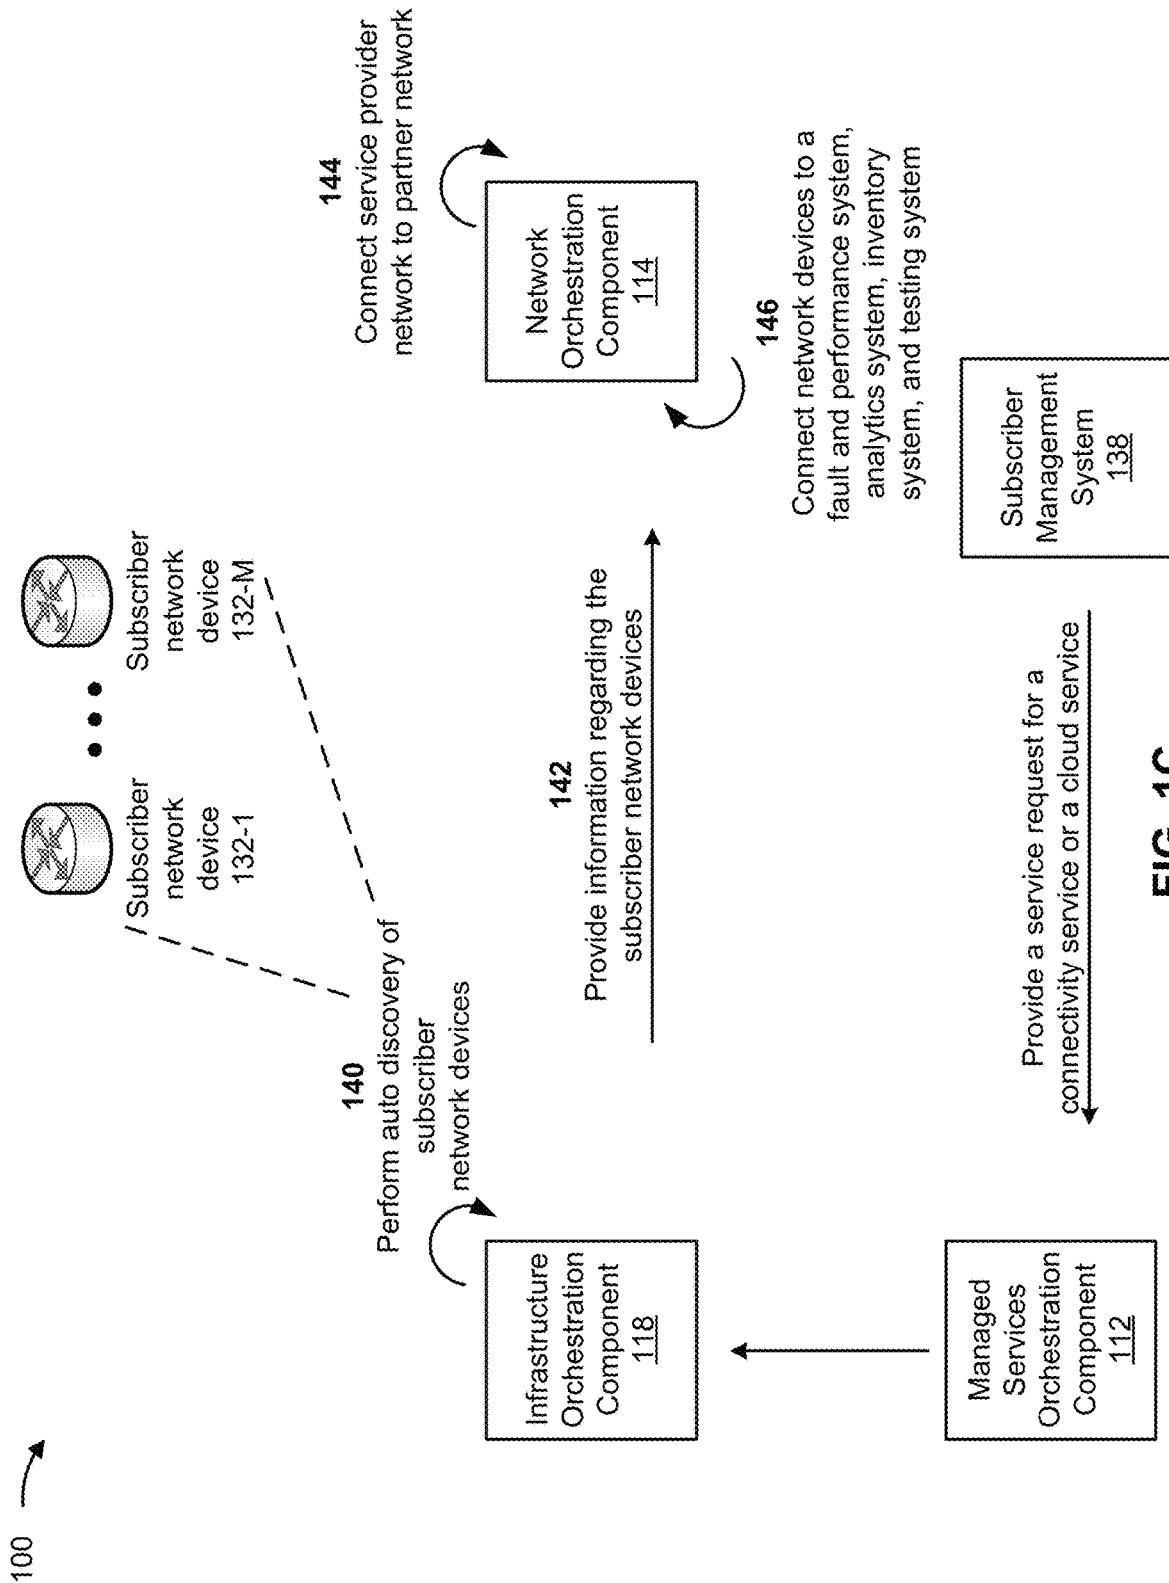 100
Subscriber
network
device
132-1
Subscriber
network
device
132-M
140
Perform auto discovery of
subscriber
network devices
144
Connect service provider
network to partner network
Infrastructure
Orchestration
Component
118
142
Provide information regarding the
subscriber network devices
Network
Orchestration
Component
114
146
Connect network devices to a
fault and performance system,
analytics system, inventory
system, and testing system
Managed
Services
Orchestration
Component
112
Provide a service request for a
connectivity service or a cloud service
Subscriber
Management
System
138
FIG. 1C